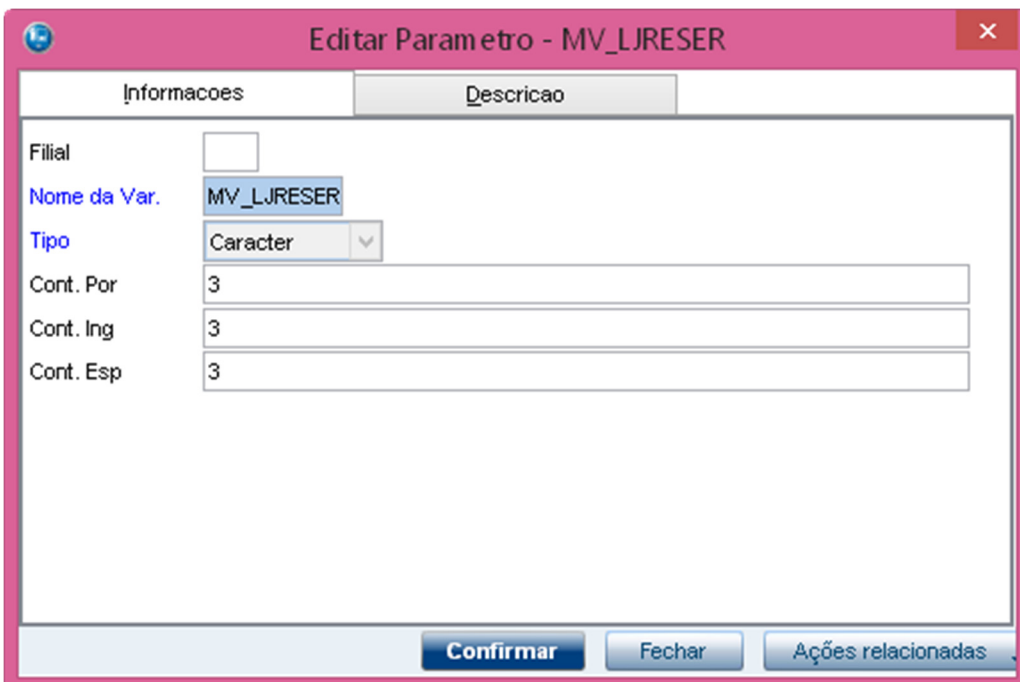 Editar Parametro - MV_LJRESER
Informacoes Descricao
Filial
Nome da Var. MV_LJRESER
Tipo Caracter
Cont. Por 3
Cont. Ing 3
Cont. Esp 3
Confirmar Fechar Ações relacionadas